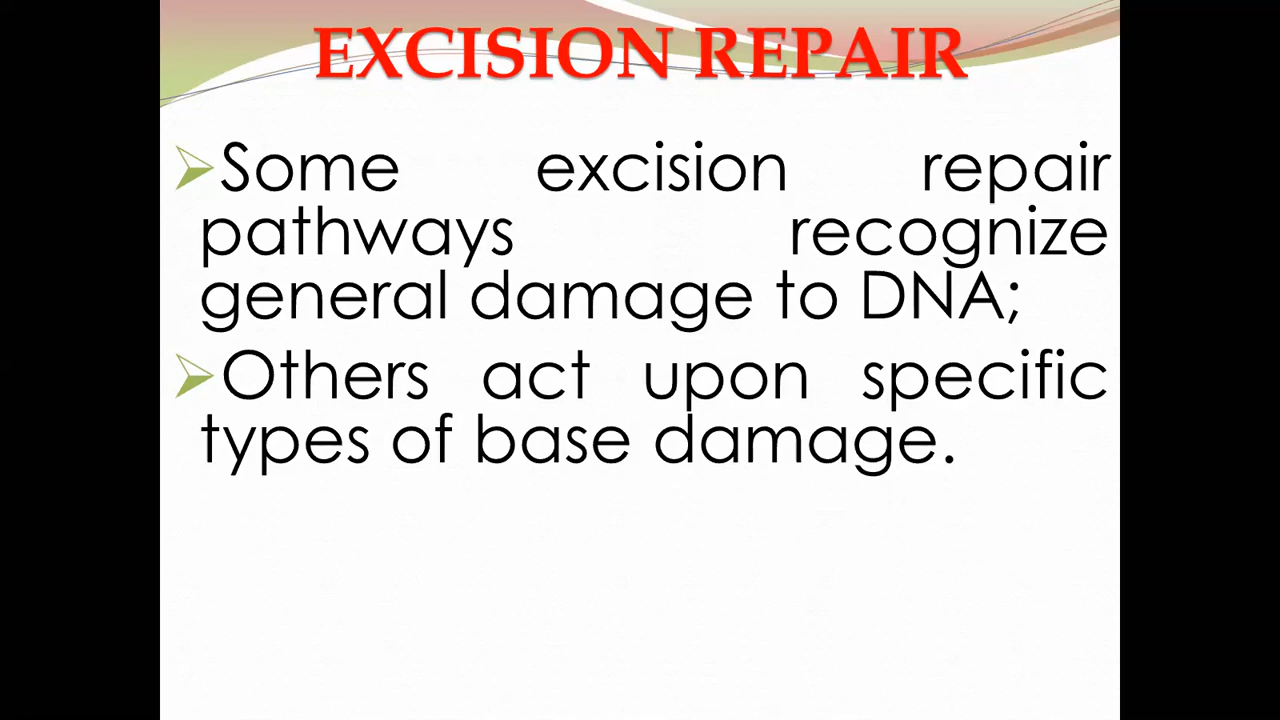 EXCISION REPAIR
Some excision repair
pathways recognize
general damage to DNA;
Others act upon specific
types of base damage.